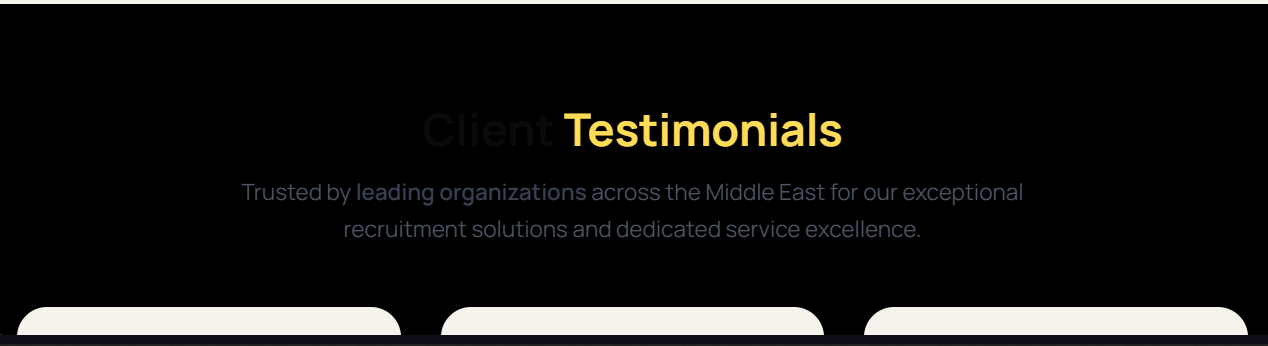 Client Testimonials
Trusted by leading organizations across the Middle East for our exceptional
recruitment solutions and dedicated service excellence.